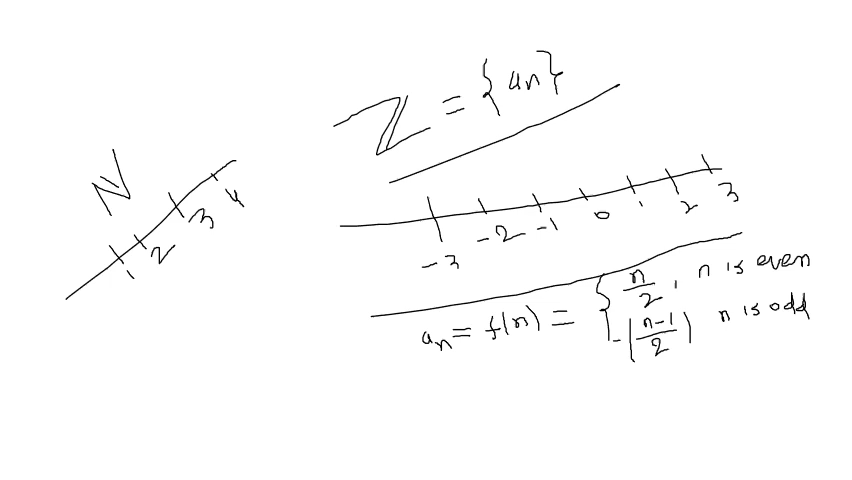 ℤ = {an}
ℕ
1 2 3 4
-3 -2 -1 0 1 2 3
an = f(n) = { n/2, n is even
-(n-1/2) n is odd